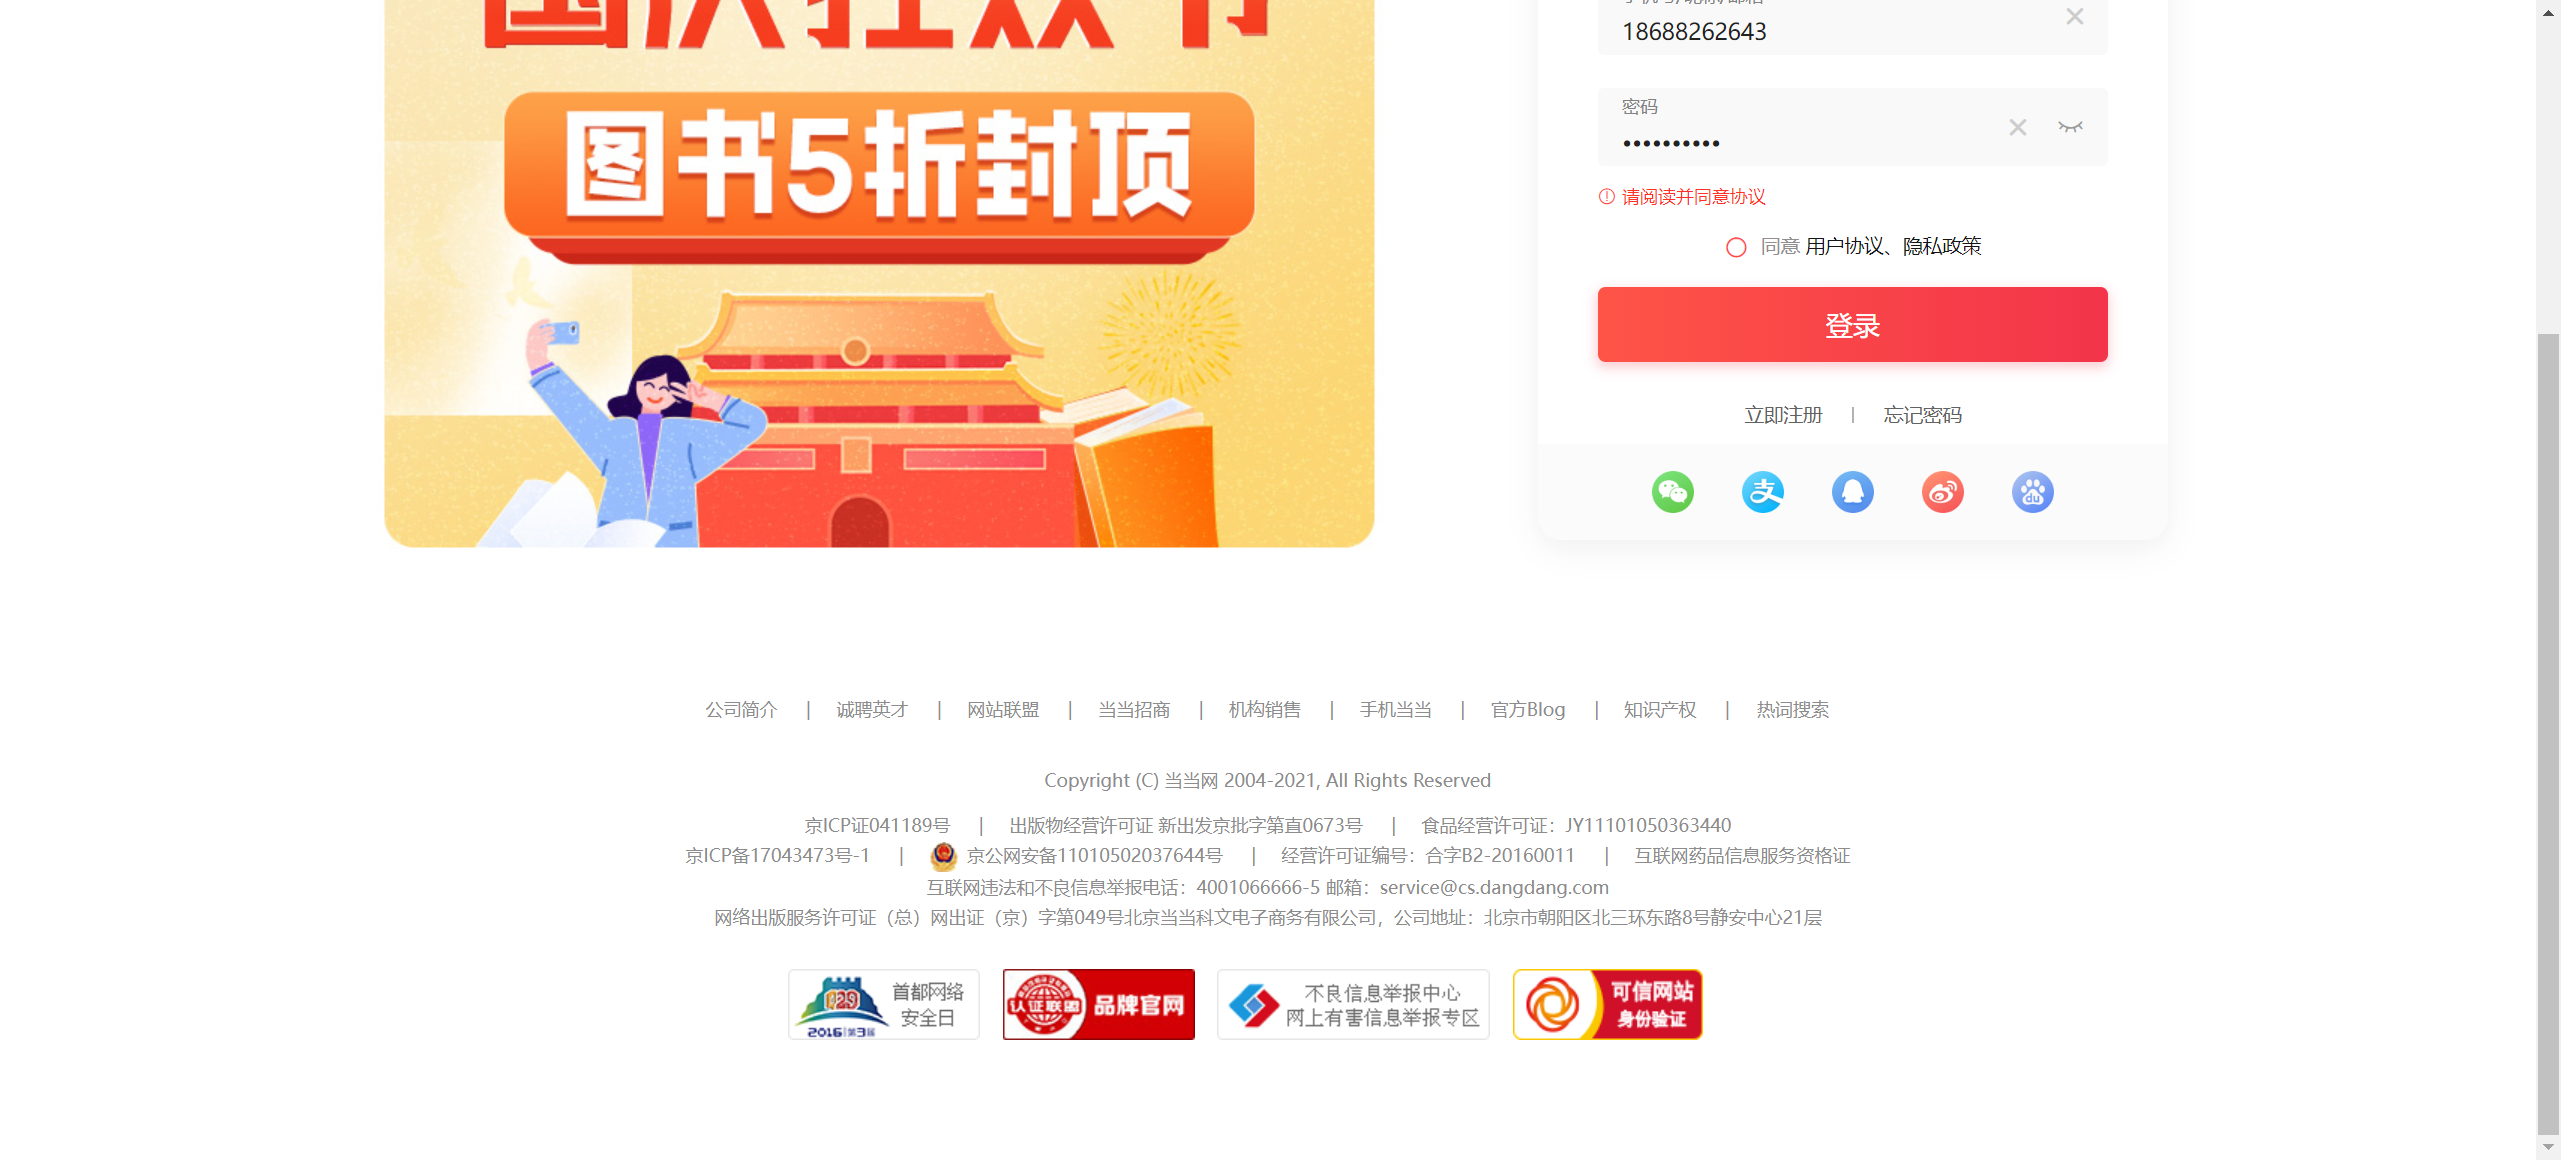 国庆狂欢节
图书5折封顶
18688262643
密码
••••••••••
请阅读并同意协议
同意 用户协议、隐私政策
登录
立即注册 | 忘记密码
支
du
公司简介 | 诚聘英才 | 网站联盟 | 当当招商 | 机构销售 | 手机当当 | 官方Blog | 知识产权 | 热词搜索
Copyright (C) 当当网 2004-2021, All Rights Reserved
京ICP证041189号 | 出版物经营许可证 新出发京批字第直0673号 | 食品经营许可证：JY11101050363440
京ICP备17043473号-1 | 京公网安备11010502037644号 | 经营许可证编号：合字B2-20160011 | 互联网药品信息服务资格证
互联网违法和不良信息举报电话：4001066666-5 邮箱：service@cs.dangdang.com
网络出版服务许可证（总）网出证（京）字第049号北京当当科文电子商务有限公司，公司地址：北京市朝阳区北三环东路8号静安中心21层
429
2016 第3届
首都网络
安全日
认证联盟
品牌官网
不良信息举报中心
网上有害信息举报专区
可信网站
身份验证